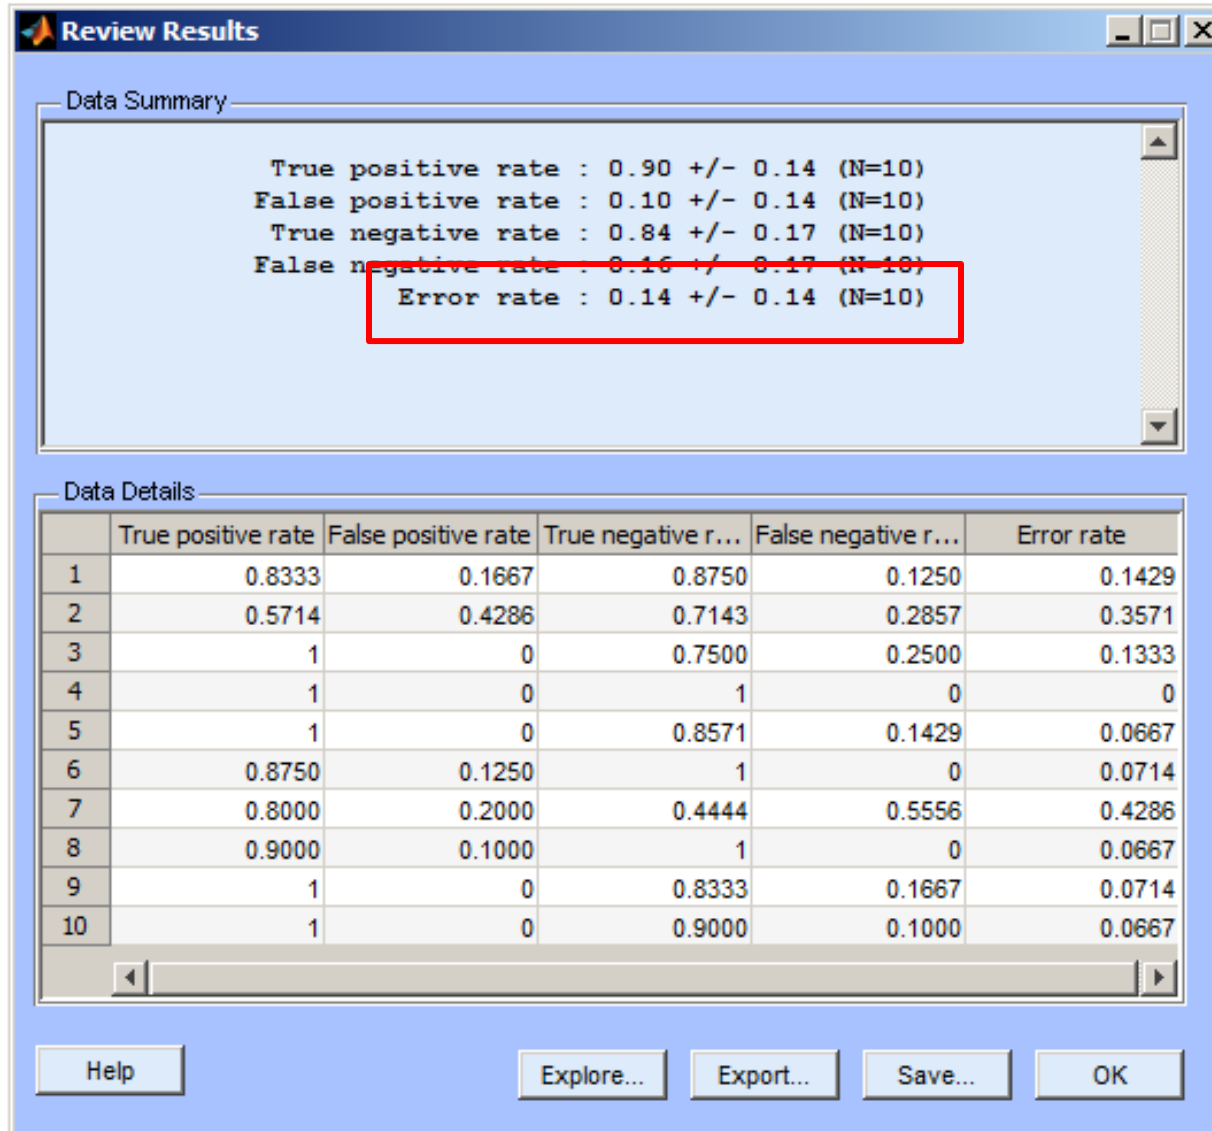 Review Results
Data Summary
True positive rate : 0.90 +/- 0.14 (N=10)
False positive rate : 0.10 +/- 0.14 (N=10)
True negative rate : 0.84 +/- 0.17 (N=10)
False negative rate : 0.16 +/- 0.17 (N=10)
Error rate : 0.14 +/- 0.14 (N=10)
Data Details
True positive rate False positive rate True negative r... False negative r... Error rate
1 0.8333 0.1667 0.8750 0.1250 0.1429
2 0.5714 0.4286 0.7143 0.2857 0.3571
3 1 0 0.7500 0.2500 0.1333
4 1 0 1 0 0
5 1 0 0.8571 0.1429 0.0667
6 0.8750 0.1250 1 0 0.0714
7 0.8000 0.2000 0.4444 0.5556 0.4286
8 0.9000 0.1000 1 0 0.0667
9 1 0 0.8333 0.1667 0.0714
10 1 0 0.9000 0.1000 0.0667
Help Explore... Export... Save... OK